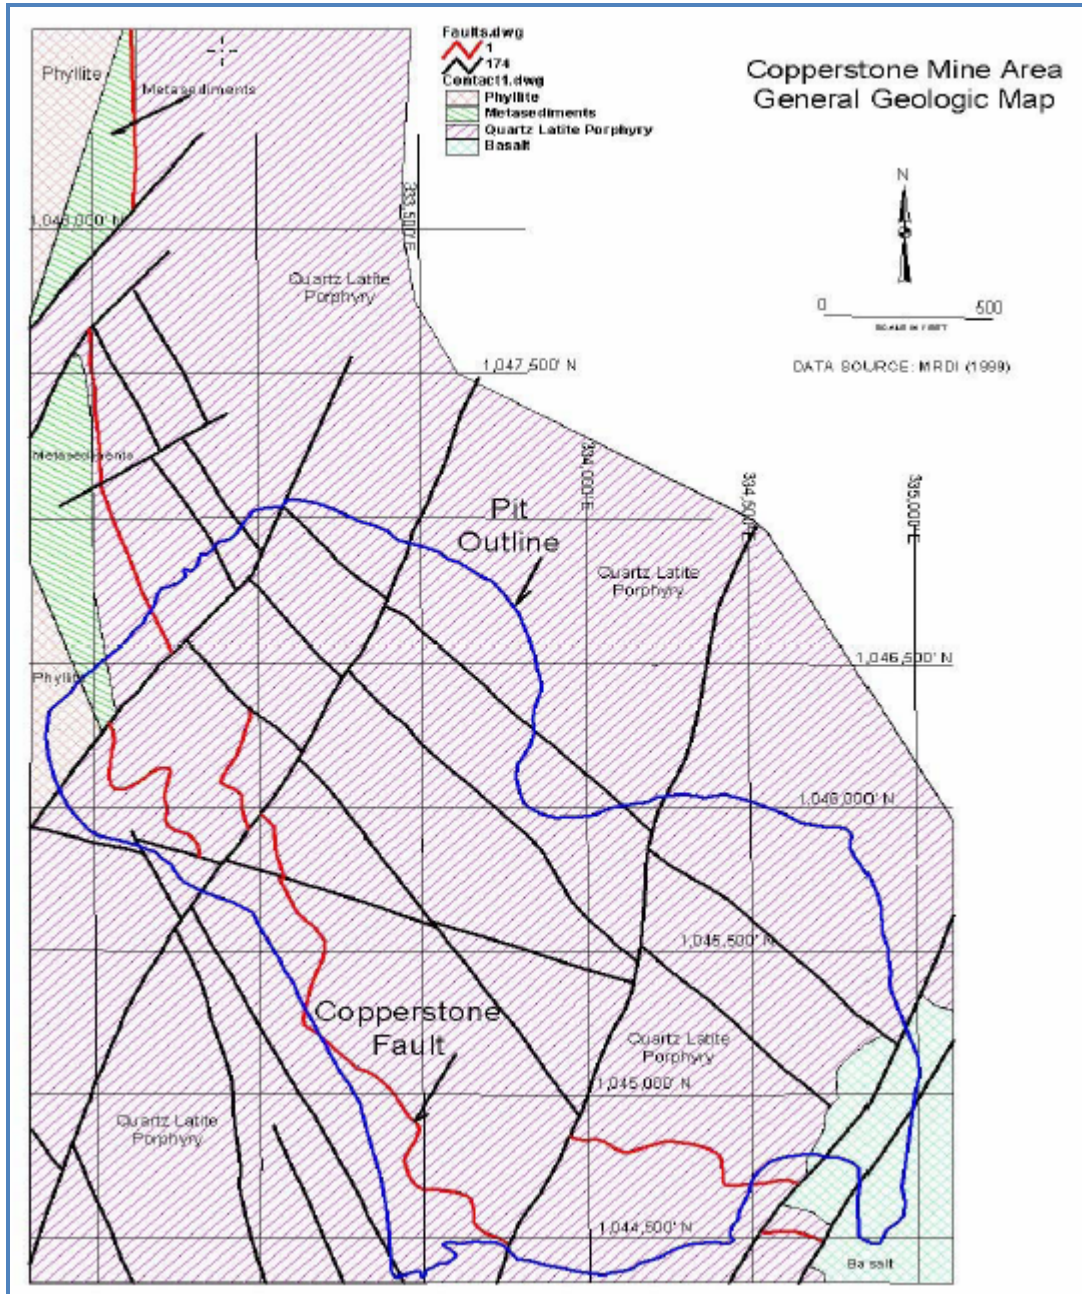 Faults.dwg
1
174
Contact1.dwg
Phyllite
Metasediments
Quartz Latite Porphyry
Basalt
Copperstone Mine Area
General Geologic Map
N
0
500
SCALE IN FEET
DATA SOURCE: MRDI (1999)
Phyllite
Metasediments
1,048,000' N
333,500' E
Quartz Latite
Porphyry
1,047,500' N
Metasediments
334,000' E
334,500' E
335,000' E
Pit
Outline
Quartz Latite
Porphyry
1,046,500' N
Phyllite
1,046,000' N
1,045,500' N
Copperstone
Fault
Quartz Latite
Porphyry
1,045,000' N
Quartz Latite
Porphyry
1,044,500' N
Basalt